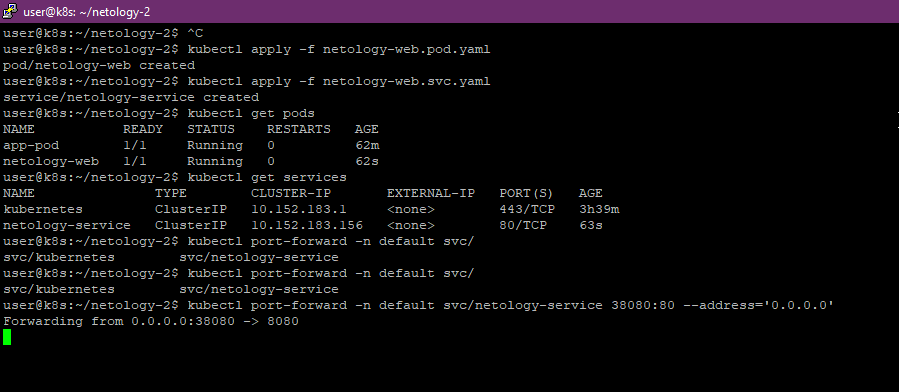 user@k8s: ~/netology-2
user@k8s:~/netology-2$ ^C
user@k8s:~/netology-2$ kubectl apply -f netology-web.pod.yaml
pod/netology-web created
user@k8s:~/netology-2$ kubectl apply -f netology-web.svc.yaml
service/netology-service created
user@k8s:~/netology-2$ kubectl get pods
NAME           READY   STATUS    RESTARTS   AGE
app-pod        1/1     Running   0          62m
netology-web   1/1     Running   0          62s
user@k8s:~/netology-2$ kubectl get services
NAME               TYPE        CLUSTER-IP       EXTERNAL-IP   PORT(S)   AGE
kubernetes         ClusterIP   10.152.183.1     <none>        443/TCP   3h39m
netology-service   ClusterIP   10.152.183.156   <none>        80/TCP    63s
user@k8s:~/netology-2$ kubectl port-forward -n default svc/
svc/kubernetes        svc/netology-service
user@k8s:~/netology-2$ kubectl port-forward -n default svc/
svc/kubernetes        svc/netology-service
user@k8s:~/netology-2$ kubectl port-forward -n default svc/netology-service 38080:80 --address='0.0.0.0'
Forwarding from 0.0.0.0:38080 -> 8080